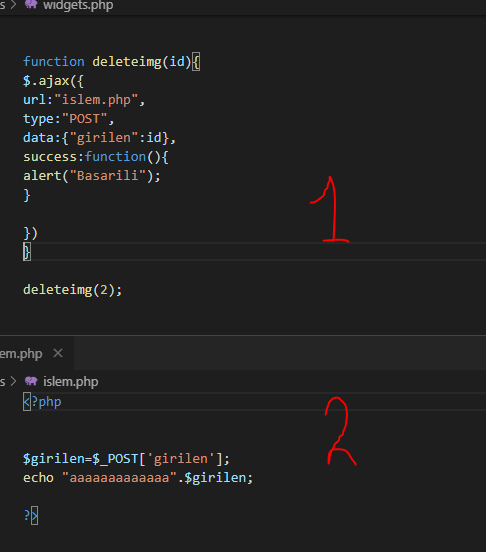 s > widgets.php
function deleteimg(id){
$.ajax({
url:"islem.php",
type:"POST",
data:{"girilen":id},
success:function(){
alert("Basarili");
}
})
}
deleteimg(2);
1
em.php ×
s > islem.php
<?php
2
$girilen=$_POST['girilen'];
echo "aaaaaaaaaaaaa".$girilen;
?>